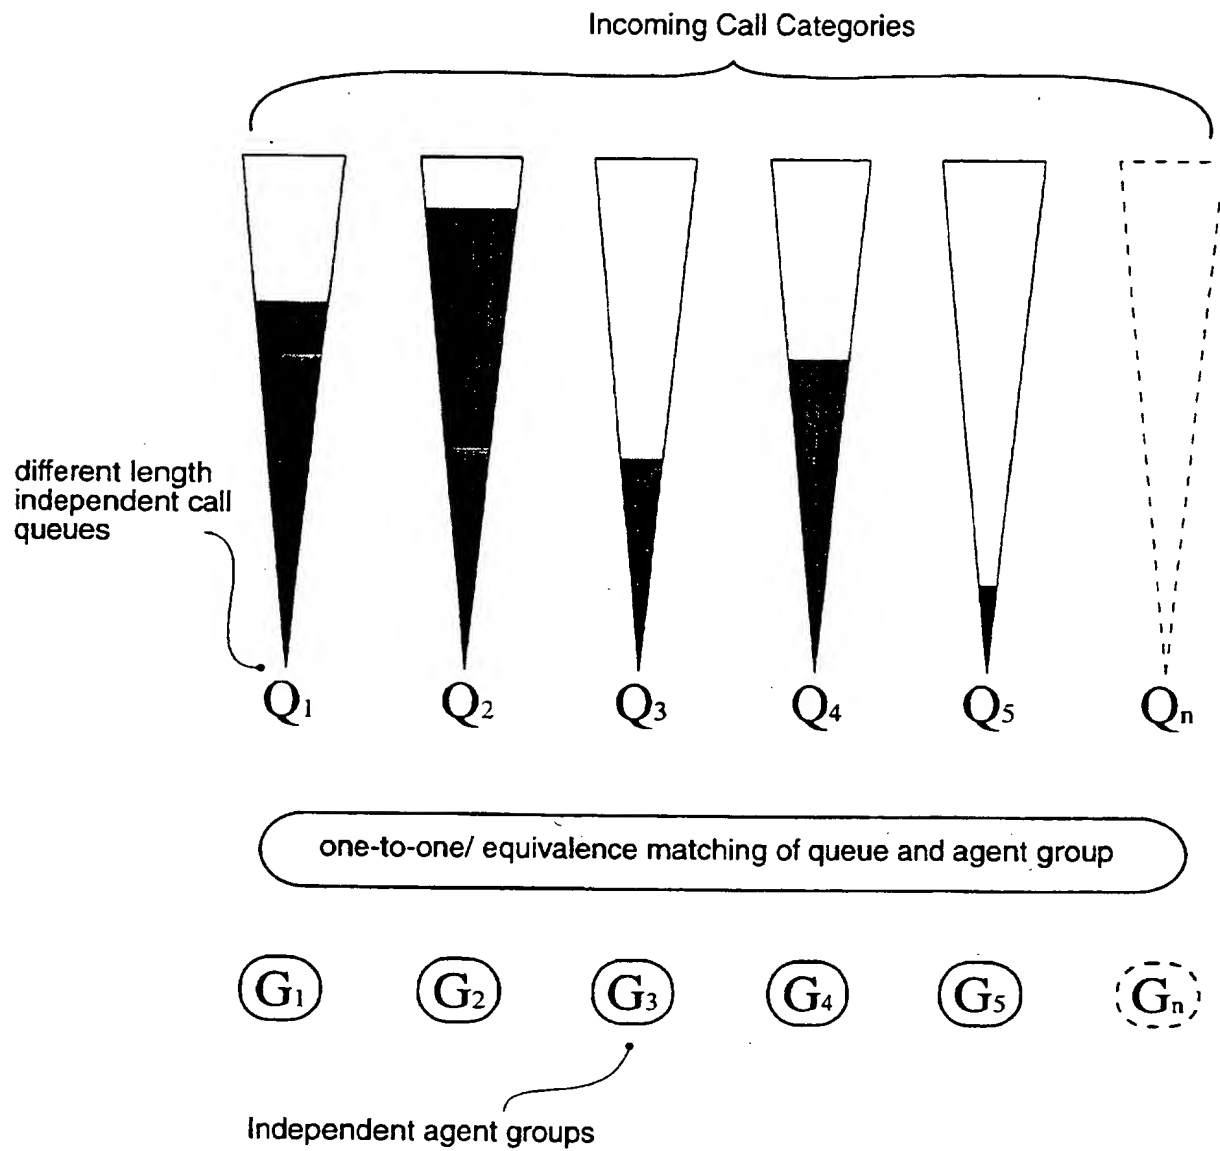 Incoming Call Categories
different length
independent call
queues
Q1 Q2 Q3 Q4 Q5 Qn
one-to-one/ equivalence matching of queue and agent group
G1 G2 G3 G4 G5 Gn
Independent agent groups